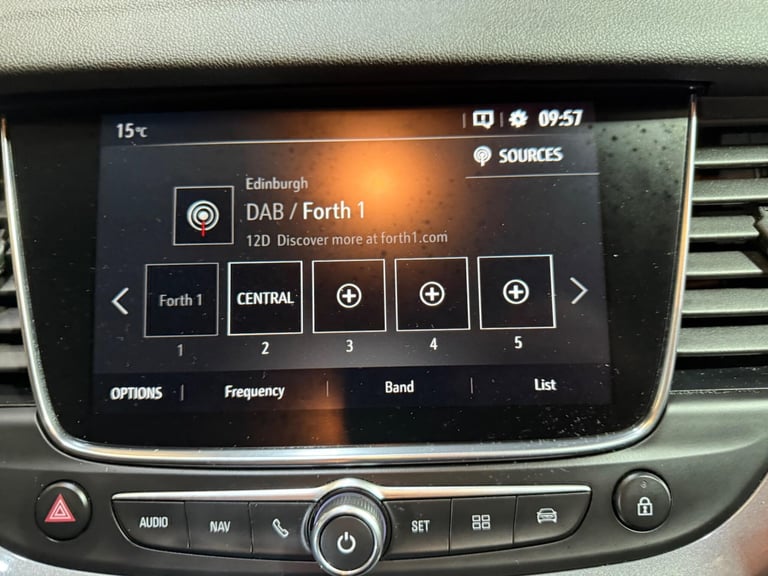 15°C
09:57
SOURCES
Edinburgh
DAB / Forth 1
12D Discover more at forth1.com
Forth 1
CENTRAL
1
2
3
4
5
OPTIONS
Frequency
Band
List
AUDIO
NAV
SET